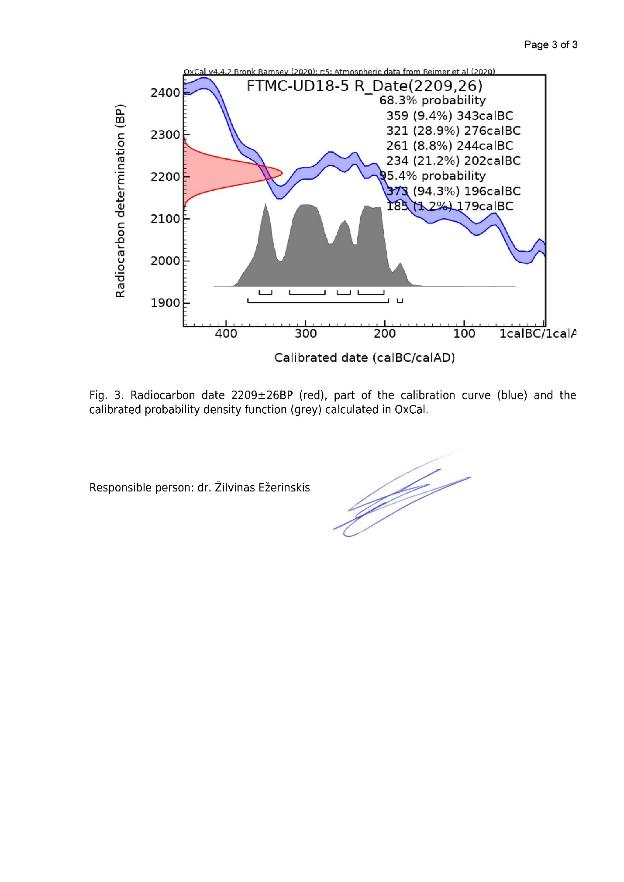 Page 3 of 3
OxCal v4.4.2 Bronk Ramsey (2020); r:5; Atmospheric data from Reimer et al (2020)
FTMC-UD18-5 R_Date(2209,26)
68.3% probability
359 (9.4%) 343calBC
321 (28.9%) 276calBC
261 (8.8%) 244calBC
234 (21.2%) 202calBC
95.4% probability
373 (94.3%) 196calBC
185 (1.2%) 179calBC
Radiocarbon determination (BP)
2400
2300
2200
2100
2000
1900
400 300 200 100 1calBC/1calA
Calibrated date (calBC/calAD)
Fig. 3. Radiocarbon date 2209±26BP (red), part of the calibration curve (blue) and the
calibrated probability density function (grey) calculated in OxCal.
Responsible person: dr. Žilvinas Ežerinskis